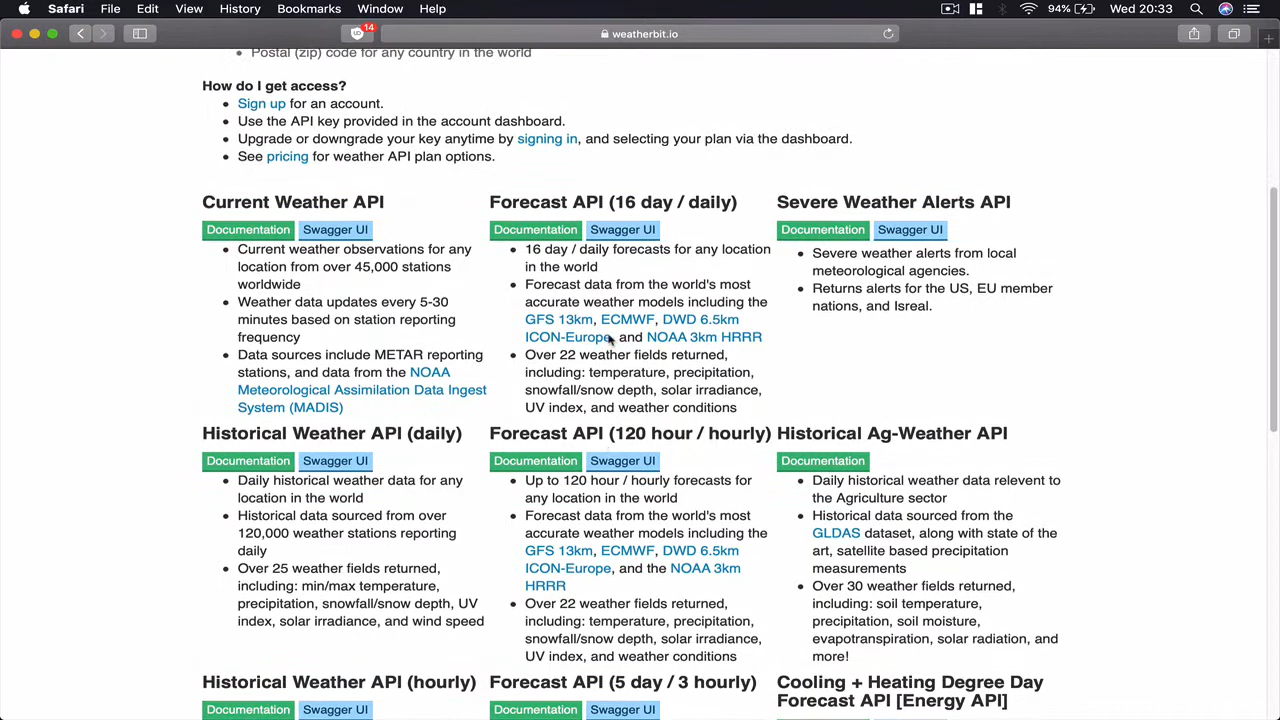 Safari File Edit View History Bookmarks Window Help 94% Wed 20:33
14
weatherbit.io
Postal (zip) code for any country in the world
How do I get access?
Sign up for an account.
Use the API key provided in the account dashboard.
Upgrade or downgrade your key anytime by signing in, and selecting your plan via the dashboard.
See pricing for weather API plan options.
Current Weather API
Documentation Swagger UI
Current weather observations for any
location from over 45,000 stations
worldwide
Weather data updates every 5-30
minutes based on station reporting
frequency
Data sources include METAR reporting
stations, and data from the NOAA
Meteorological Assimilation Data Ingest
System (MADIS)
Forecast API (16 day / daily)
Documentation Swagger UI
16 day / daily forecasts for any location
in the world
Forecast data from the world's most
accurate weather models including the
GFS 13km, ECMWF, DWD 6.5km
ICON-Europe, and NOAA 3km HRRR
Over 22 weather fields returned,
including: temperature, precipitation,
snowfall/snow depth, solar irradiance,
UV index, and weather conditions
Severe Weather Alerts API
Documentation Swagger UI
Severe weather alerts from local
meteorological agencies.
Returns alerts for the US, EU member
nations, and Isreal.
Historical Weather API (daily)
Documentation Swagger UI
Daily historical weather data for any
location in the world
Historical data sourced from over
120,000 weather stations reporting
daily
Over 25 weather fields returned,
including: min/max temperature,
precipitation, snowfall/snow depth, UV
index, solar irradiance, and wind speed
Forecast API (120 hour / hourly)
Documentation Swagger UI
Up to 120 hour / hourly forecasts for
any location in the world
Forecast data from the world's most
accurate weather models including the
GFS 13km, ECMWF, DWD 6.5km
ICON-Europe, and the NOAA 3km
HRRR
Over 22 weather fields returned,
including: temperature, precipitation,
snowfall/snow depth, solar irradiance,
UV index, and weather conditions
Historical Ag-Weather API
Documentation
Daily historical weather data relevent to
the Agriculture sector
Historical data sourced from the
GLDAS dataset, along with state of the
art, satellite based precipitation
measurements
Over 30 weather fields returned,
including: soil temperature,
precipitation, soil moisture,
evapotranspiration, solar radiation, and
more!
Historical Weather API (hourly)
Documentation Swagger UI
Forecast API (5 day / 3 hourly)
Documentation Swagger UI
Cooling + Heating Degree Day
Forecast API [Energy API]